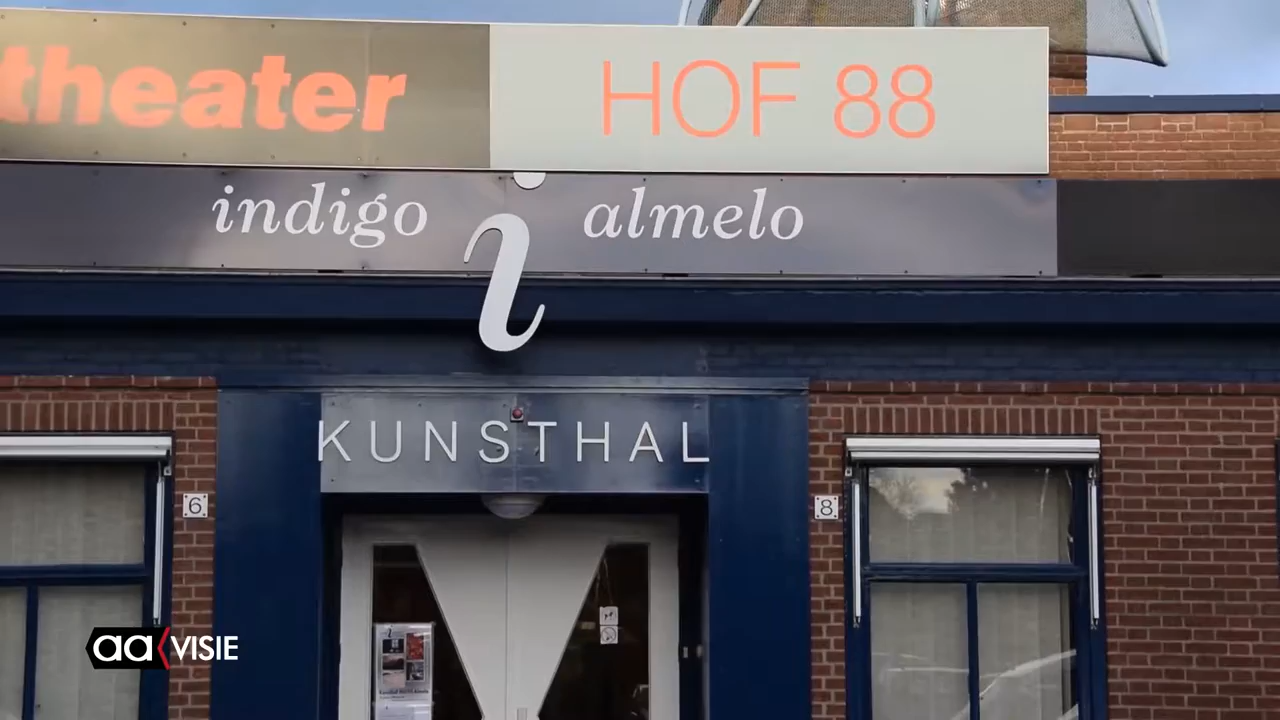 theater HOF 88
indigo i almelo
KUNSTHAL
6
8
aa VISIE